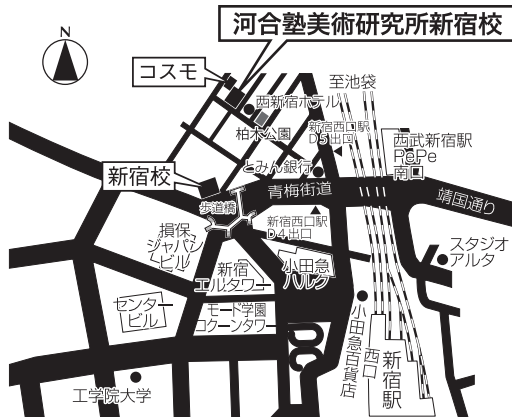 河合塾美術研究所新宿校
N
コスモ
至池袋
西新宿ホテル
柏木公園
新宿西口駅
D5出口
西武新宿駅
PePe
南口
とみん銀行
新宿校
青梅街道
靖国通り
歩道橋
新宿西口駅
D4出口
損保
ジャパン
ビル
スタジオ
アルタ
新宿
エルタワー
小田急
ハルク
センター
ビル
モード学園
コクーンタワー
小田急百貨店
西口
新宿駅
工学院大学